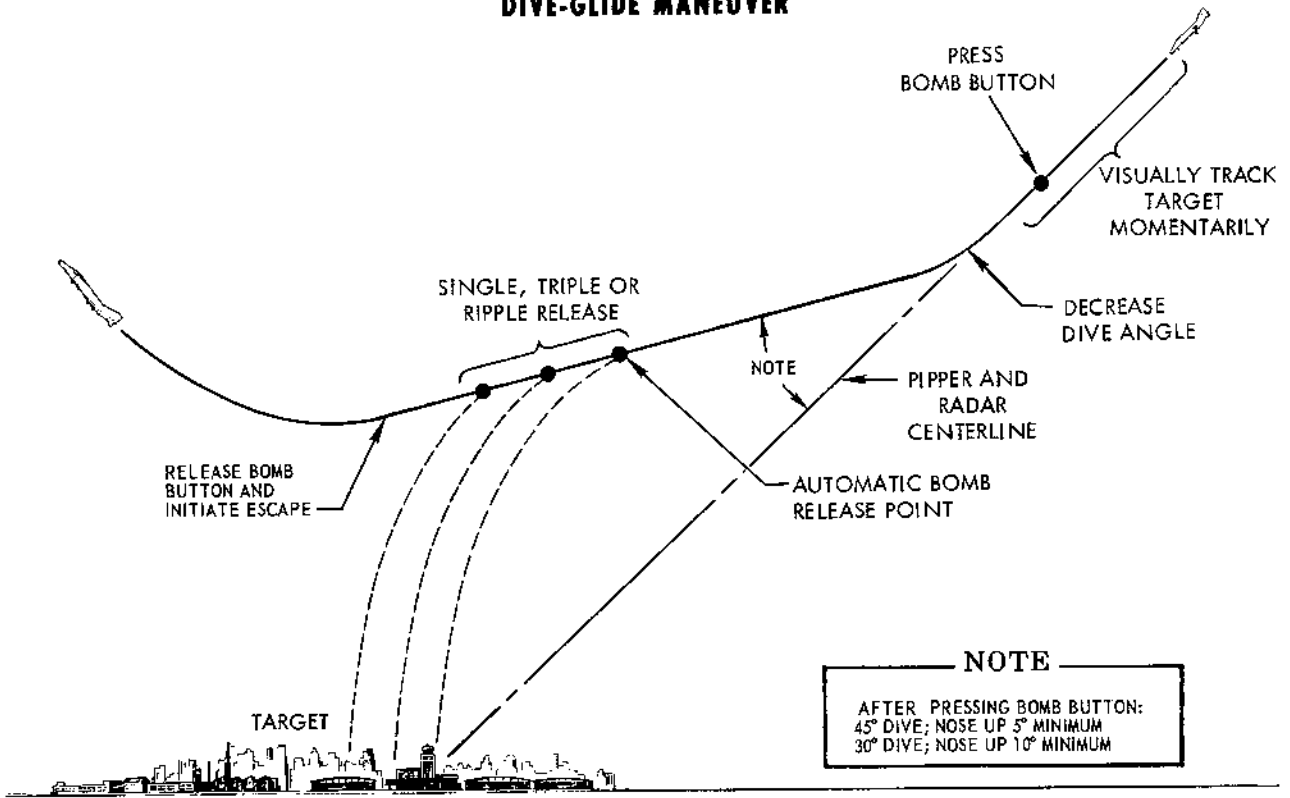 DIVE-GLIDE MANEUVER
PRESS
BOMB BUTTON
VISUALLY TRACK
TARGET
MOMENTARILY
SINGLE, TRIPLE OR
RIPPLE RELEASE
DECREASE
DIVE ANGLE
NOTE
PIPPER AND
RADAR
CENTERLINE
RELEASE BOMB
BUTTON AND
INITIATE ESCAPE
AUTOMATIC BOMB
RELEASE POINT
TARGET
NOTE
AFTER PRESSING BOMB BUTTON:
45° DIVE; NOSE UP 5° MINIMUM
30° DIVE; NOSE UP 10° MINIMUM